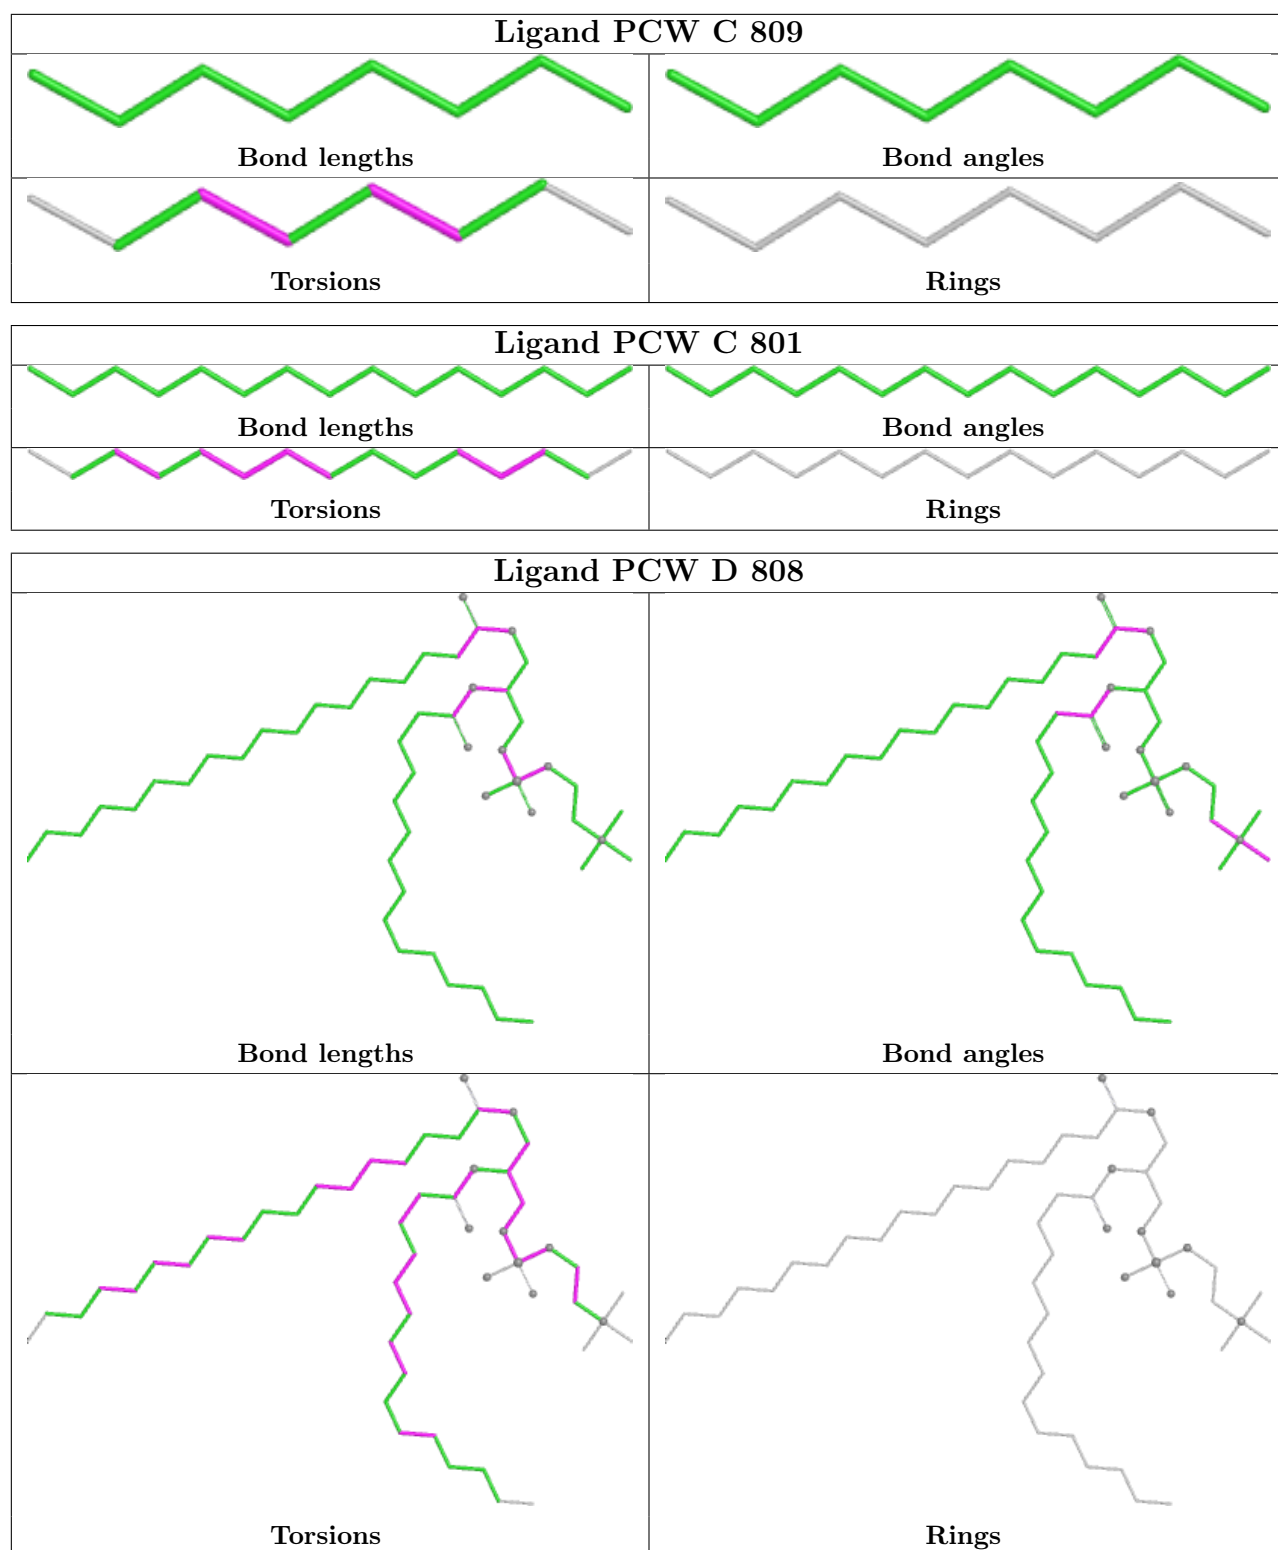 Ligand PCW C 809
Bond lengths
Bond angles
Torsions
Rings
Ligand PCW C 801
Bond lengths
Bond angles
Torsions
Rings
Ligand PCW D 808
Bond lengths
Bond angles
Torsions
Rings